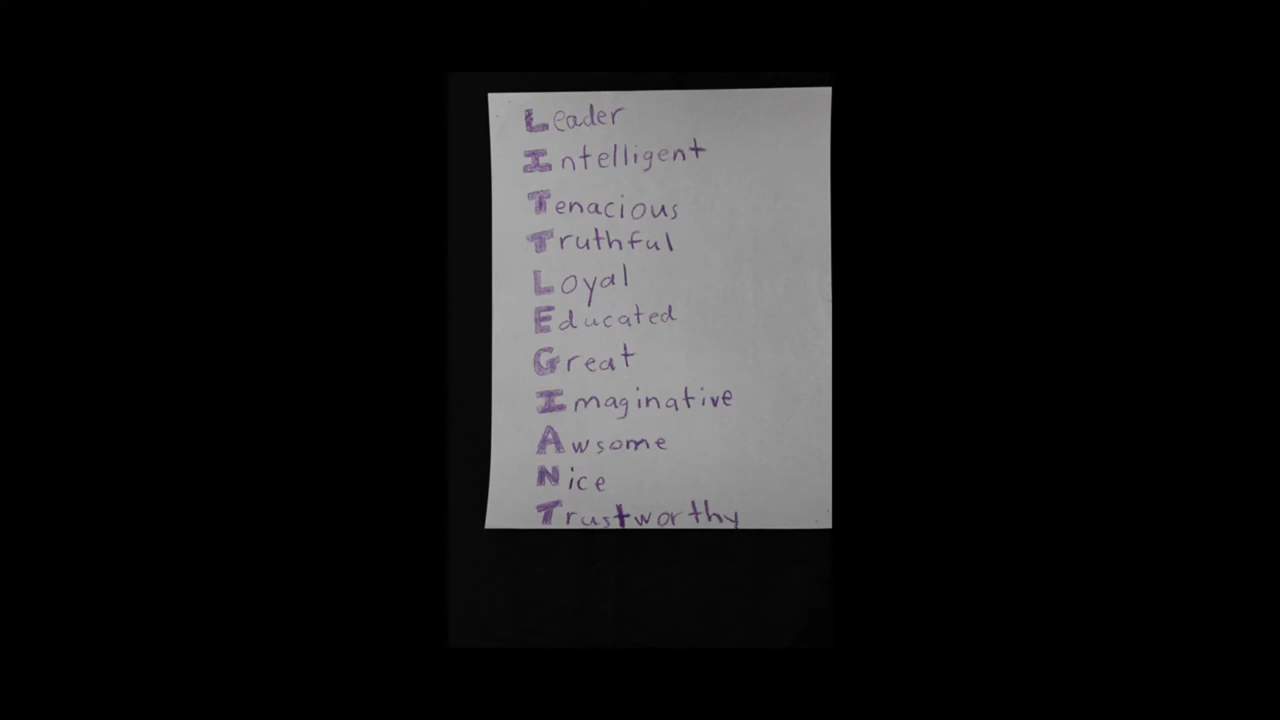 Leader
Intelligent
Tenacious
Truthful
Loyal
Educated
Great
Imaginative
Awsome
Nice
Trustworthy